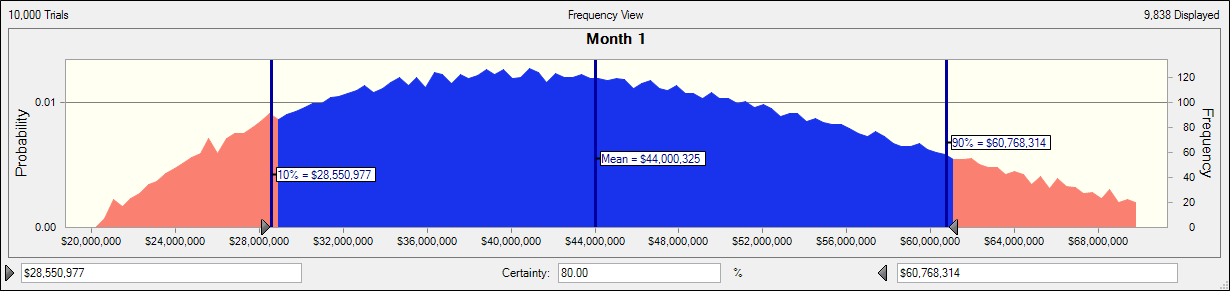 10,000 Trials Frequency View 9,838 Displayed
Month 1
Probability
0.01
0.00
10% = $28,550,977
Mean = $44,000,325
90% = $60,768,314
120
100
80
60
40
20
0
Frequency
$20,000,000 $24,000,000 $28,000,000 $32,000,000 $36,000,000 $40,000,000 $44,000,000 $48,000,000 $52,000,000 $56,000,000 $60,000,000 $64,000,000 $68,000,000
$28,550,977 Certainty: 80.00 % $60,768,314